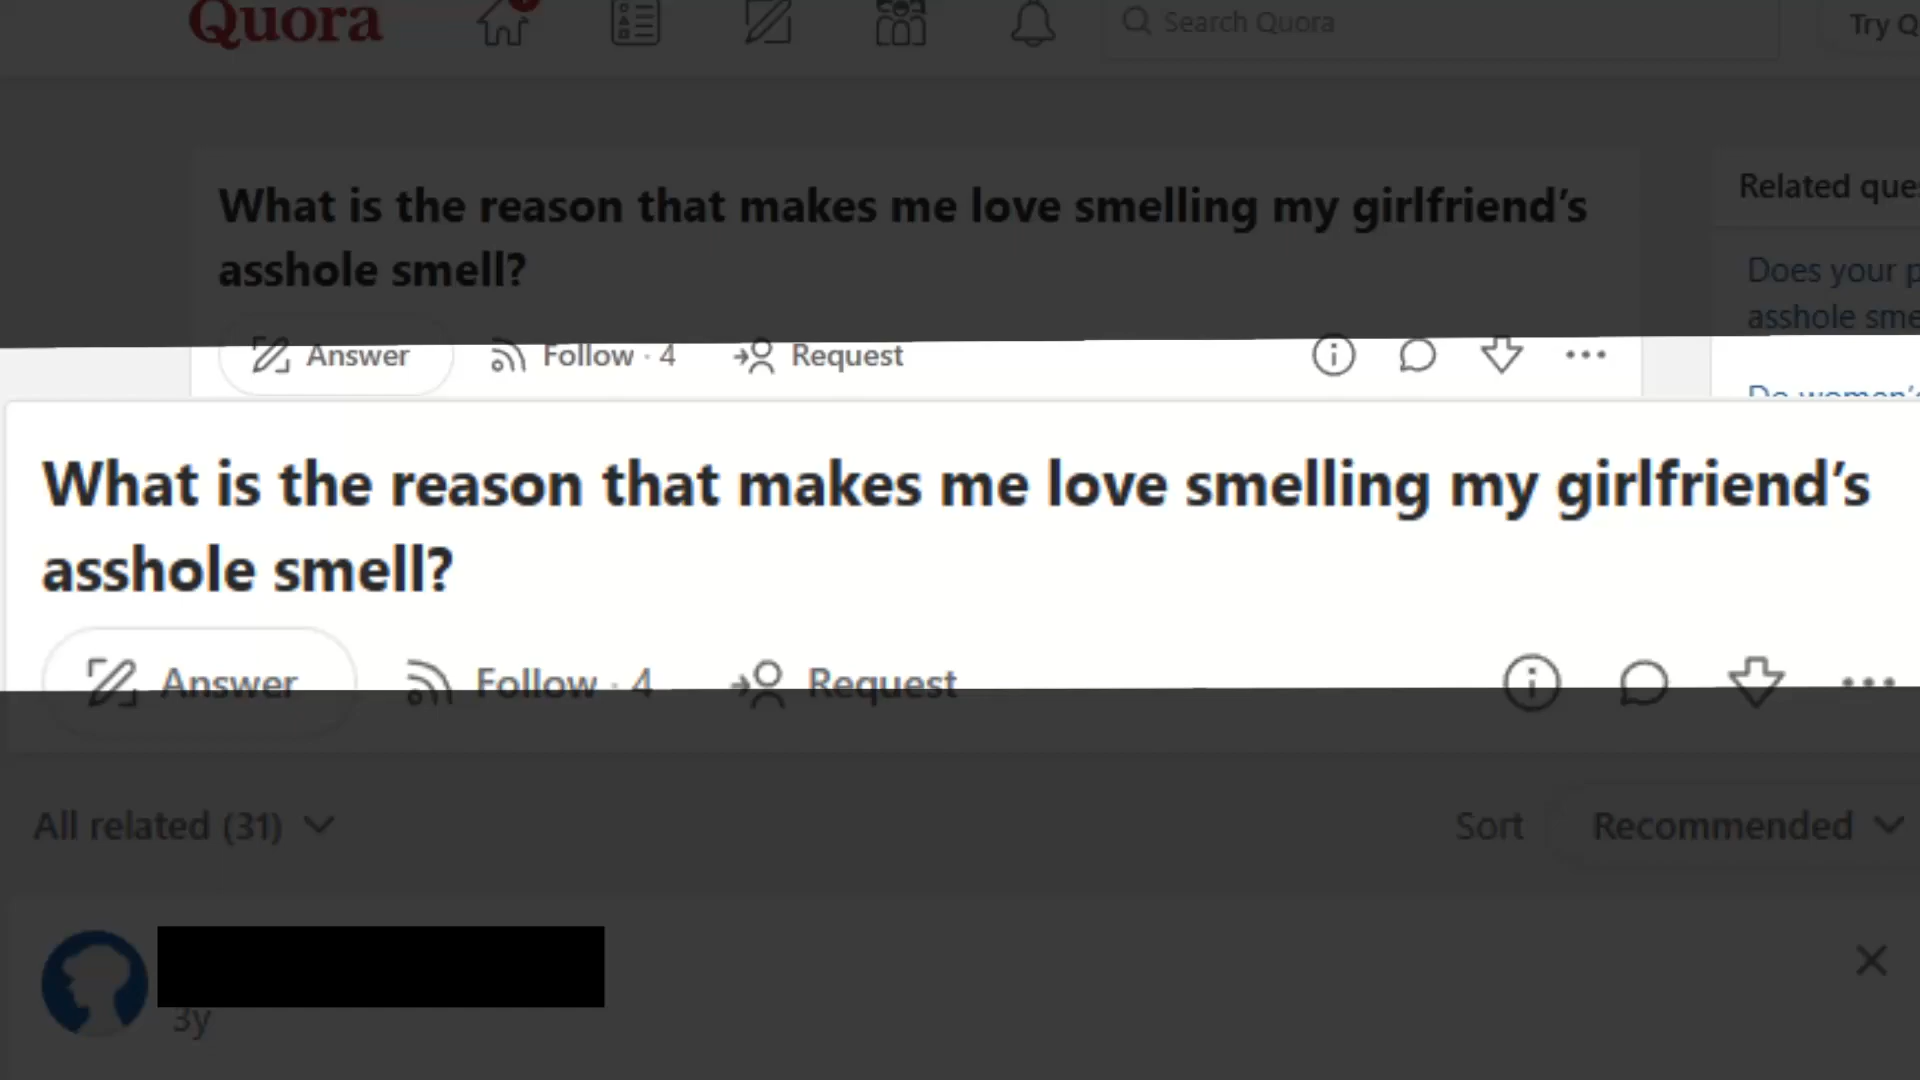 Quora
Search Quora
Try Q
What is the reason that makes me love smelling my girlfriend’s
asshole smell?
Answer
Follow · 4
Request
Related que
Does your p
asshole sme
Do women’s
What is the reason that makes me love smelling my girlfriend’s
asshole smell?
Answer
Follow · 4
Request
All related (31)
Sort
Recommended
3y